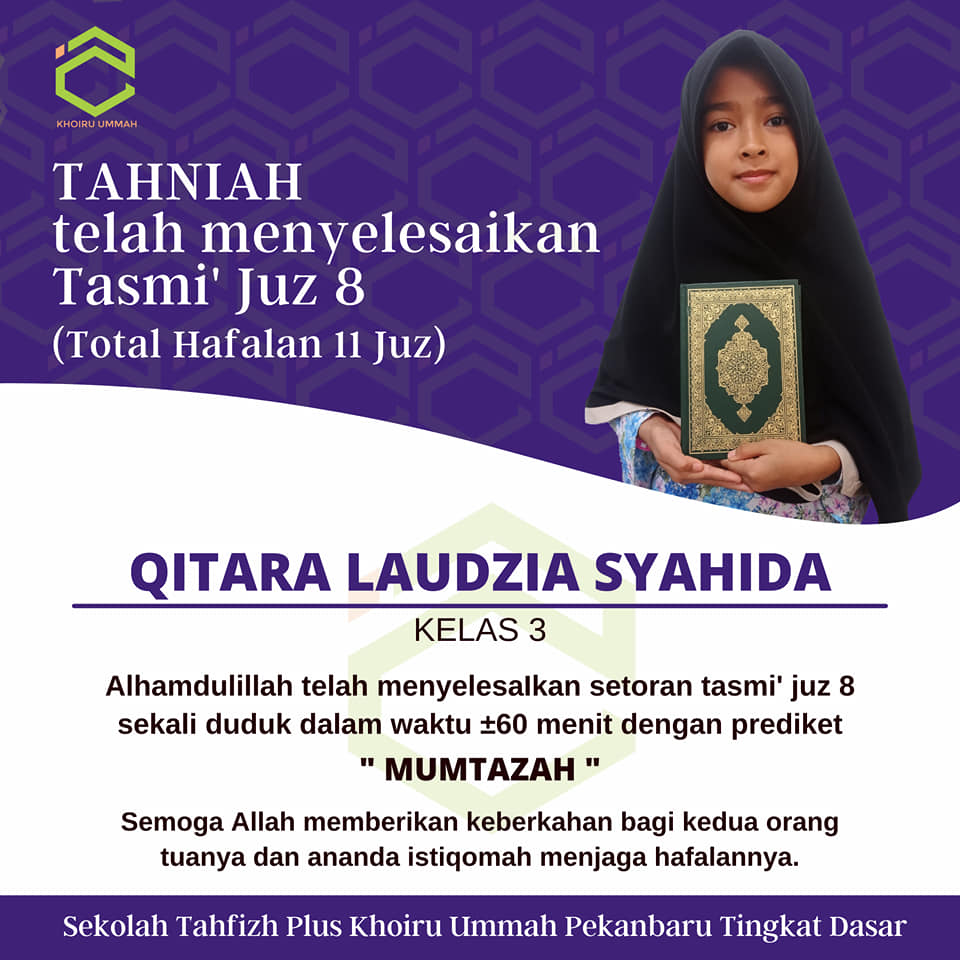 KHOIRU UMMAH
TAHNIAH
telah menyelesaikan
Tasmi' Juz 8
(Total Hafalan 11 Juz)
QITARA LAUDZIA SYAHIDA
KELAS 3
Alhamdulillah telah menyelesaIkan setoran tasmi' juz 8
sekali duduk dalam waktu ±60 menit dengan prediket
" MUMTAZAH "
Semoga Allah memberikan keberkahan bagi kedua orang
tuanya dan ananda istiqomah menjaga hafalannya.
Sekolah Tahfizh Plus Khoiru Ummah Pekanbaru Tingkat Dasar